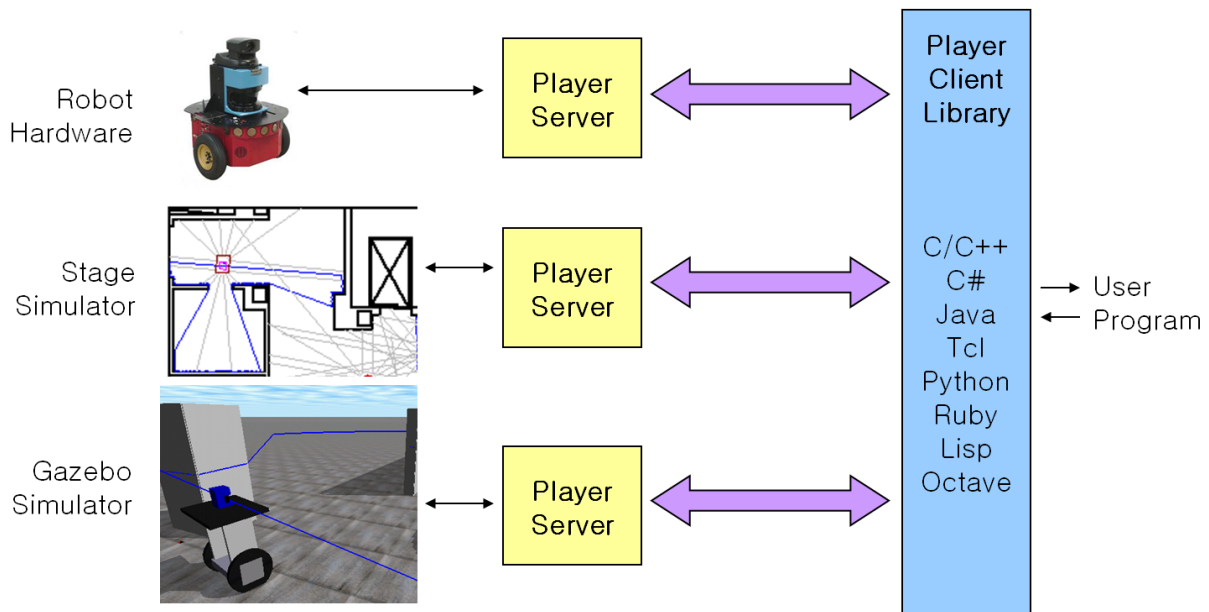 Robot
Hardware
Player
Server
Player
Client
Library
Stage
Simulator
Player
Server
C/C++
C#
Java
Tcl
Python
Ruby
Lisp
Octave
User
Program
Gazebo
Simulator
Player
Server